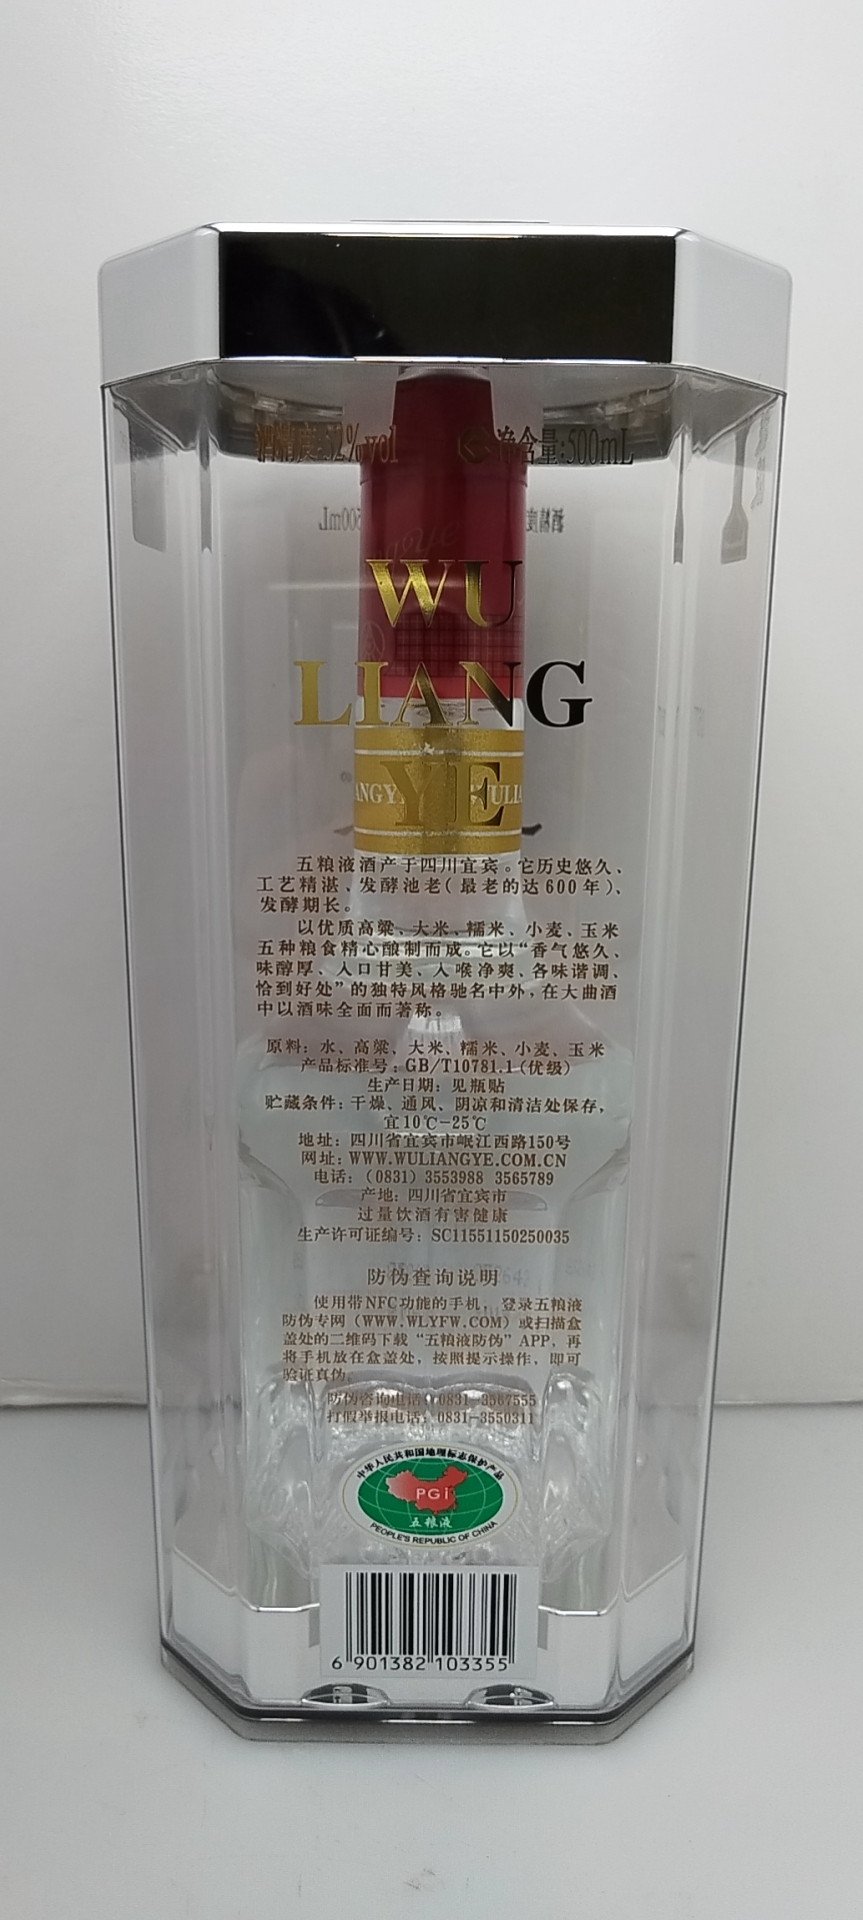 酒精度:52%vol 净含量:500mL
WU
LIANG
YE
五粮液酒产于四川宜宾。它历史悠久、
工艺精湛、发酵池老(最老的达600年)、
发酵期长。
以优质高粱、大米、糯米、小麦、玉米
五种粮食精心酿制而成。它以“香气悠久、
味醇厚、入口甘美、入喉净爽、各味谐调、
恰到好处”的独特风格驰名中外,在大曲酒
中以酒味全面而著称。
原料: 水、高粱、大米、糯米、小麦、玉米
产品标准号: GB/T10781.1(优级)
生产日期: 见瓶贴
贮藏条件: 干燥、通风、阴凉和清洁处保存,
宜10℃-25℃
地址: 四川省宜宾市岷江西路150号
网址: WWW.WULIANGYE.COM.CN
电话: (0831) 3553988 3565789
产地: 四川省宜宾市
过量饮酒有害健康
生产许可证编号: SC11551150250035
防伪查询说明
使用带NFC功能的手机, 登录五粮液
防伪专网 (WWW.WLYFW.COM) 或扫描盒
盖处的二维码下载“五粮液防伪”APP, 再
将手机放在盒盖处, 按照提示操作, 即可
验证真伪。
防伪咨询电话: 0831-3567555
打假举报电话: 0831-3550311
中华人民共和国地理标志保护产品
PGI
五粮液
PEOPLE'S REPUBLIC OF CHINA
6 901382 103355